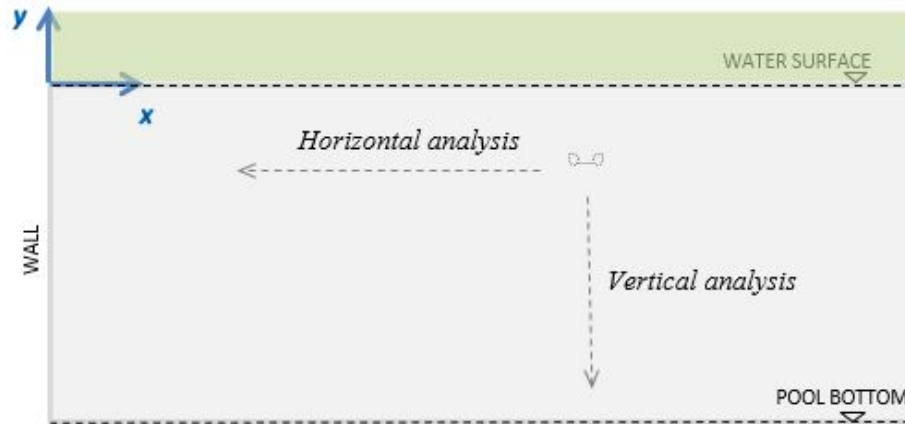 y
WATER SURFACE
x
Horizontal analysis
WALL
Vertical analysis
POOL BOTTOM